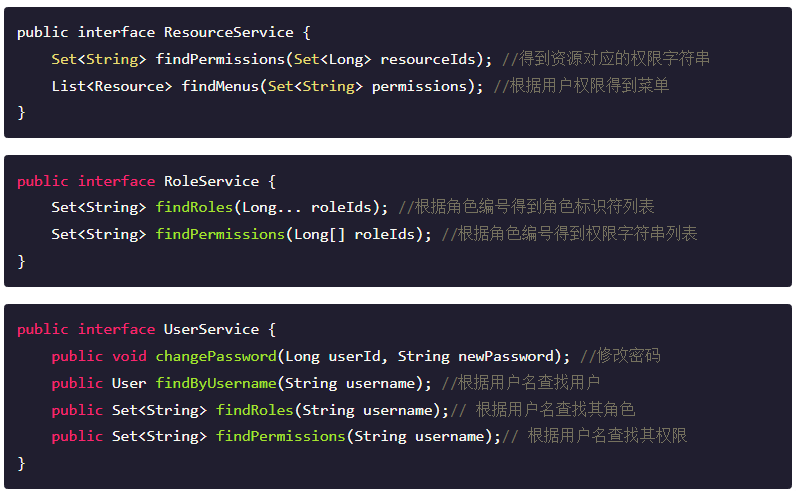 public interface ResourceService {
    Set<String> findPermissions(Set<Long> resourceIds); //得到资源对应的权限字符串
    List<Resource> findMenus(Set<String> permissions); //根据用户权限得到菜单
}
public interface RoleService {
    Set<String> findRoles(Long... roleIds); //根据角色编号得到角色标识符列表
    Set<String> findPermissions(Long[] roleIds); //根据角色编号得到权限字符串列表
}
public interface UserService {
    public void changePassword(Long userId, String newPassword); //修改密码
    public User findByUsername(String username); //根据用户名查找用户
    public Set<String> findRoles(String username);// 根据用户名查找其角色
    public Set<String> findPermissions(String username);// 根据用户名查找其权限
}